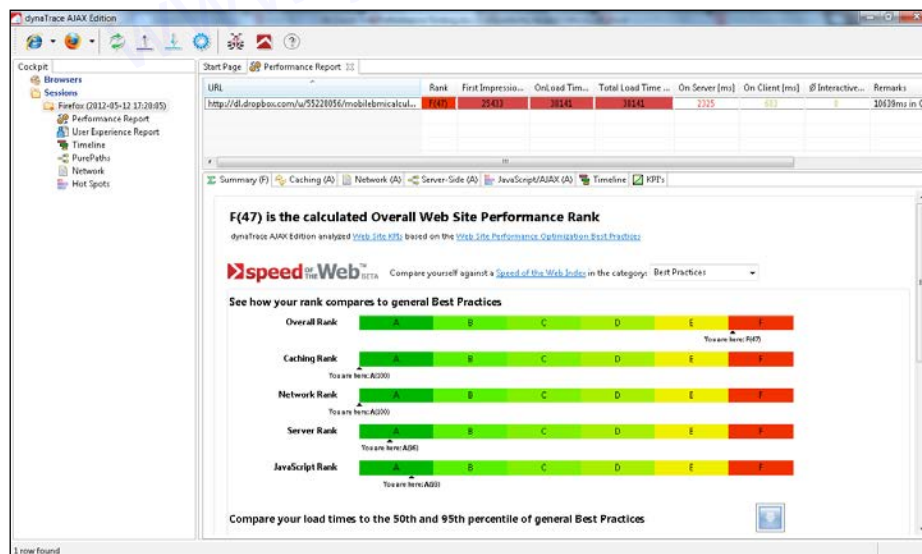 dynaTrace AJAX Edition
Cockpit
Browsers
Sessions
Firefox (2012-05-12 17:20:05)
Performance Report
User Experience Report
Timeline
PurePaths
Network
Hot Spots
Start Page Performance Report
URL Rank First Impressio... OnLoad Tim... Total Load Time ... On Server [ms] On Client [ms] Ø Interactive... Remarks
http://dl.dropbox.com/u/55228056/mobilebmicalcul... F(47) 25433 38141 38141 2325 0 10639ms in C
Summary (F) Caching (A) Network (A) Server-Side (A) JavaScript/AJAX (A) Timeline KPI's
F(47) is the calculated Overall Web Site Performance Rank
dynaTrace AJAX Edition analyzed Web Site KPIs based on the Web Site Performance Optimization Best Practices
speed OF THE Web™ BETA Compare yourself against a Speed of the Web Index in the category: Best Practices
See how your rank compares to general Best Practices
Overall Rank A B C D E F
You are here: F(47)
Caching Rank A B C D E F
You are here: A(100)
Network Rank A B C D E F
You are here: A(100)
Server Rank A B C D E F
You are here: A(96)
JavaScript Rank A B C D E F
You are here:
Compare your load times to the 50th and 95th percentile of general Best Practices
1 row found